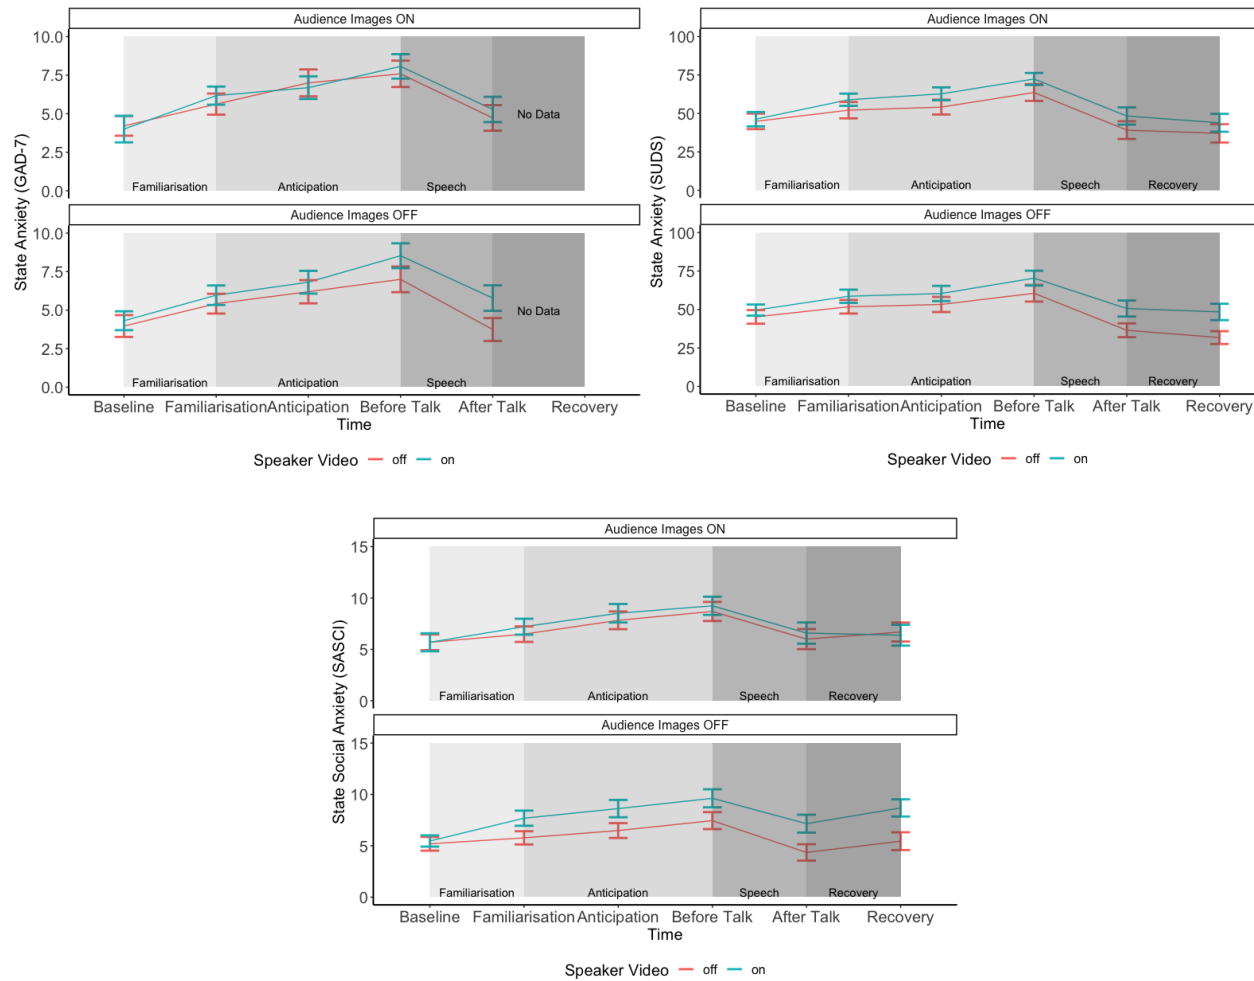 Audience Images ON
10.0
7.5
5.0
2.5
0.0
No Data
Familiarisation Anticipation Speech
Audience Images OFF
10.0
7.5
5.0
2.5
0.0
No Data
Familiarisation Anticipation Speech
State Anxiety (GAD-7)
Baseline Familiarisation Anticipation Before Talk After Talk Recovery
Time
Speaker Video off on
Audience Images ON
100
75
50
25
0
Familiarisation Anticipation Speech Recovery
Audience Images OFF
100
75
50
25
0
Familiarisation Anticipation Speech Recovery
State Anxiety (SUDS)
Baseline Familiarisation Anticipation Before Talk After Talk Recovery
Time
Speaker Video off on
Audience Images ON
15
10
5
0
Familiarisation Anticipation Speech Recovery
Audience Images OFF
15
10
5
0
Familiarisation Anticipation Speech Recovery
State Social Anxiety (SASCI)
Baseline Familiarisation Anticipation Before Talk After Talk Recovery
Time
Speaker Video off on